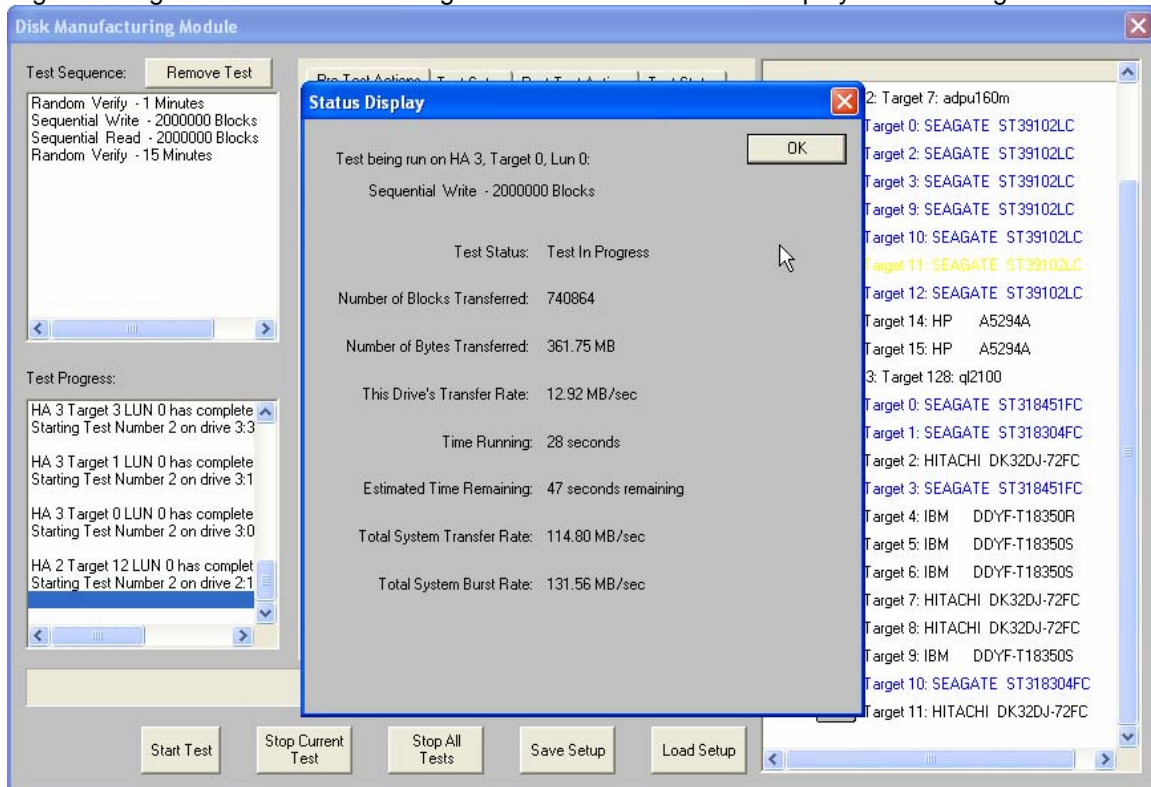 Disk Manufacturing Module
Test Sequence:
Remove Test
Random Verify - 1 Minutes
Sequential Write - 2000000 Blocks
Sequential Read - 2000000 Blocks
Random Verify - 15 Minutes
Test Progress:
HA 3 Target 3 LUN 0 has complete
Starting Test Number 2 on drive 3:3
HA 3 Target 1 LUN 0 has complete
Starting Test Number 2 on drive 3:1
HA 3 Target 0 LUN 0 has complete
Starting Test Number 2 on drive 3:0
HA 2 Target 12 LUN 0 has complet
Starting Test Number 2 on drive 2:1
Status Display
OK
Test being run on HA 3, Target 0, Lun 0:
Sequential Write - 2000000 Blocks
Test Status: Test In Progress
Number of Blocks Transferred: 740864
Number of Bytes Transferred: 361.75 MB
This Drive's Transfer Rate: 12.92 MB/sec
Time Running: 28 seconds
Estimated Time Remaining: 47 seconds remaining
Total System Transfer Rate: 114.80 MB/sec
Total System Burst Rate: 131.56 MB/sec
2: Target 7: adpu160m
Target 0: SEAGATE ST39102LC
Target 2: SEAGATE ST39102LC
Target 3: SEAGATE ST39102LC
Target 9: SEAGATE ST39102LC
Target 10: SEAGATE ST39102LC
Target 11: SEAGATE ST39102LC
Target 12: SEAGATE ST39102LC
Target 14: HP A5294A
Target 15: HP A5294A
3: Target 128: ql2100
Target 0: SEAGATE ST318451FC
Target 1: SEAGATE ST318304FC
Target 2: HITACHI DK32DJ-72FC
Target 3: SEAGATE ST318451FC
Target 4: IBM DDYF-T18350R
Target 5: IBM DDYF-T18350S
Target 6: IBM DDYF-T18350S
Target 7: HITACHI DK32DJ-72FC
Target 8: HITACHI DK32DJ-72FC
Target 9: IBM DDYF-T18350S
Target 10: SEAGATE ST318304FC
Target 11: HITACHI DK32DJ-72FC
Start Test
Stop Current
Test
Stop All
Tests
Save Setup
Load Setup